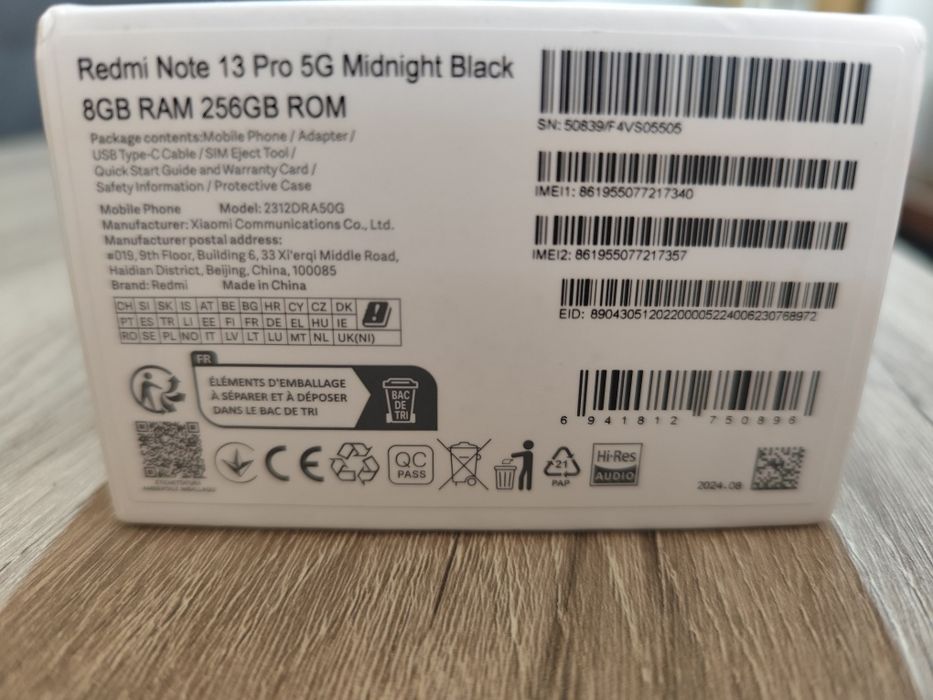 Redmi Note 13 Pro 5G Midnight Black
8GB RAM 256GB ROM
Package contents:Mobile Phone / Adapter /
USB Type-C Cable / SIM Eject Tool /
Quick Start Guide and Warranty Card /
Safety Information / Protective Case
Mobile Phone Model: 2312DRA50G
Manufacturer: Xiaomi Communications Co., Ltd.
Manufacturer postal address:
#019, 9th Floor, Building 6, 33 Xi'erqi Middle Road,
Haidian District, Beijing, China, 100085
Brand: Redmi Made in China
CH SI SK IS AT BE BG HR CY CZ DK
PT ES TR LI EE FI FR DE EL HU IE
RO SE PL NO IT LV LT LU MT NL UK(NI)
FR
ÉLÉMENTS D'EMBALLAGE
À SÉPARER ET À DÉPOSER
DANS LE BAC DE TRI
BAC
DE
TRI
CE
QC
PASS
21
PAP
Hi-Res
AUDIO
SN: 50839/F4VS05505
IMEI1: 861955077217340
IMEI2: 861955077217357
EID: 89043051202200005224006230768972
6 941812 750896
2024.08